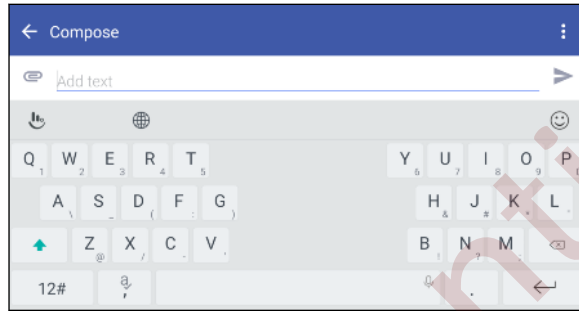 Compose
Add text
Q 1 W 2 E 3 R 4 T 5 Y 6 U 7 I 8 O 9 P 0
A \ S _ D ( F : G ) H & J # K * L
Z @ X / C - V ' B ! N ? M ;
12# a , .